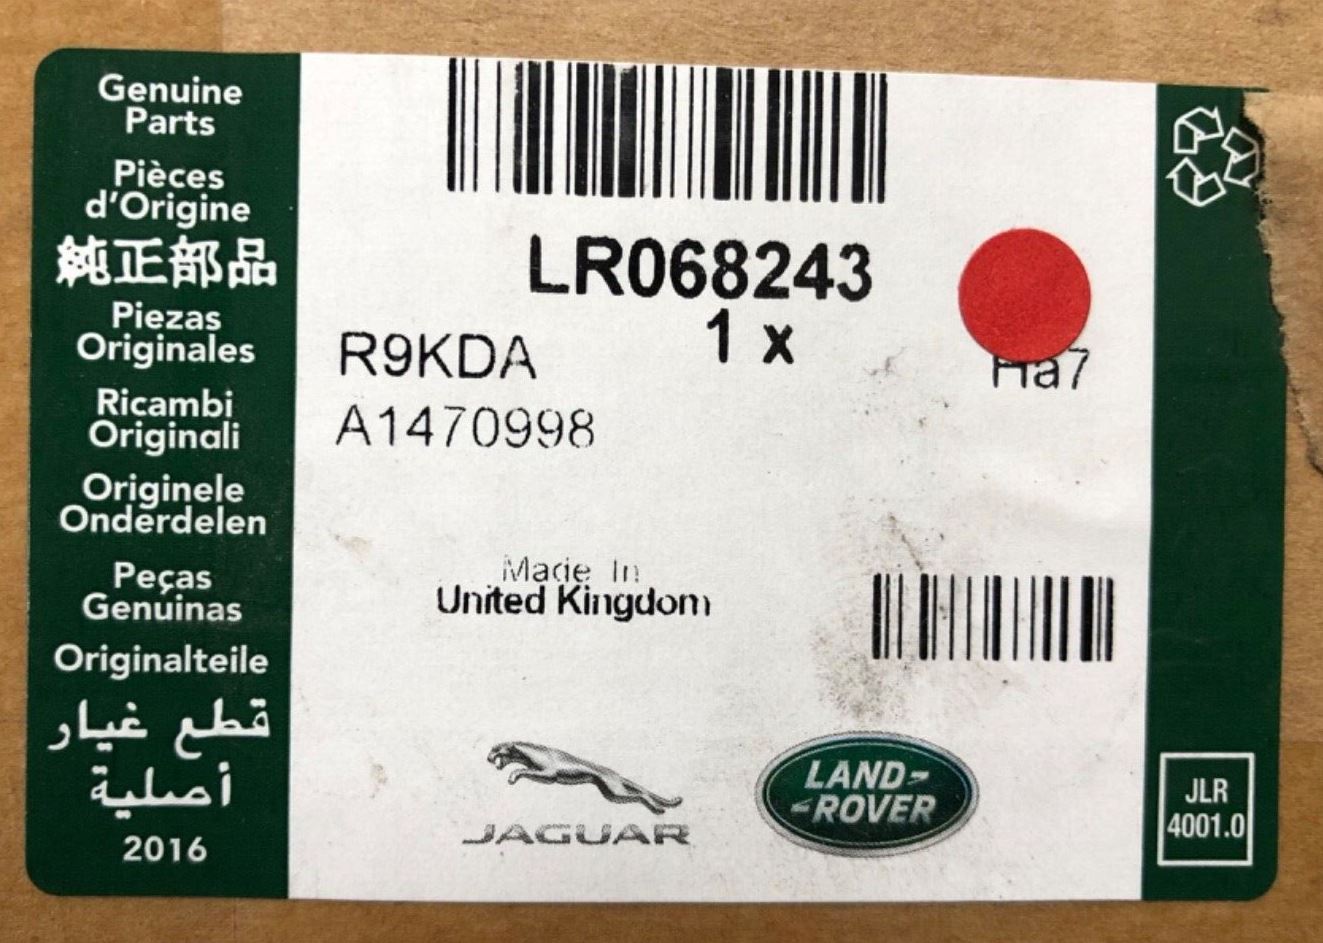 Genuine
Parts
Pièces
d'Origine
純正部品
Piezas
Originales
Ricambi
Originali
Originele
Onderdelen
Peças
Genuinas
Originalteile
قطع غيار
أصلية
2016
LR068243
1 x
R9KDA
Ha7
A1470998
Made In
United Kingdom
JAGUAR
LAND-
-ROVER
JLR
4001.0